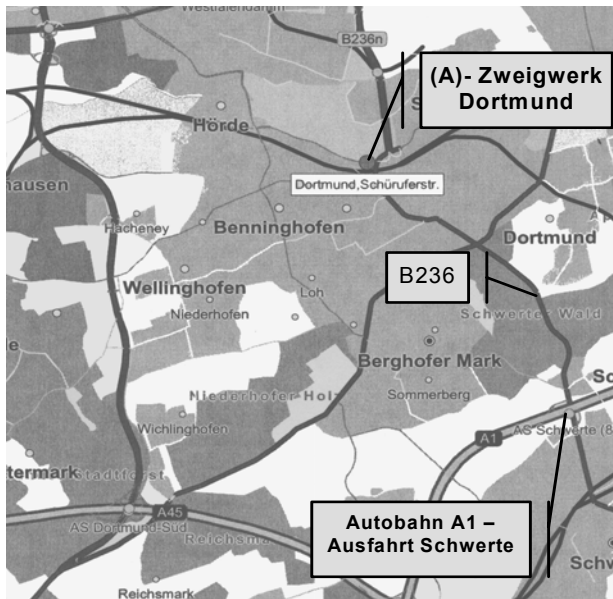 Westfalendamm
B236n
(A)- Zweigwerk
Dortmund
Hörde
Dortmund,Schüruferstr.
hausen
Hacheney
Benninghofen
Dortmund
B236
Wellinghofen
Loh
Niederhofen
Schwerter Wald
Berghofer Mark
Niederhofer Holz
Sommerberg
Wichlinghofen
A1
AS Schwerte (8
termark
Stadtforst
A45
AS Dortmund-Süd
Reichsma
Autobahn A1 –
Ausfahrt Schwerte
Schw
Reichsmark